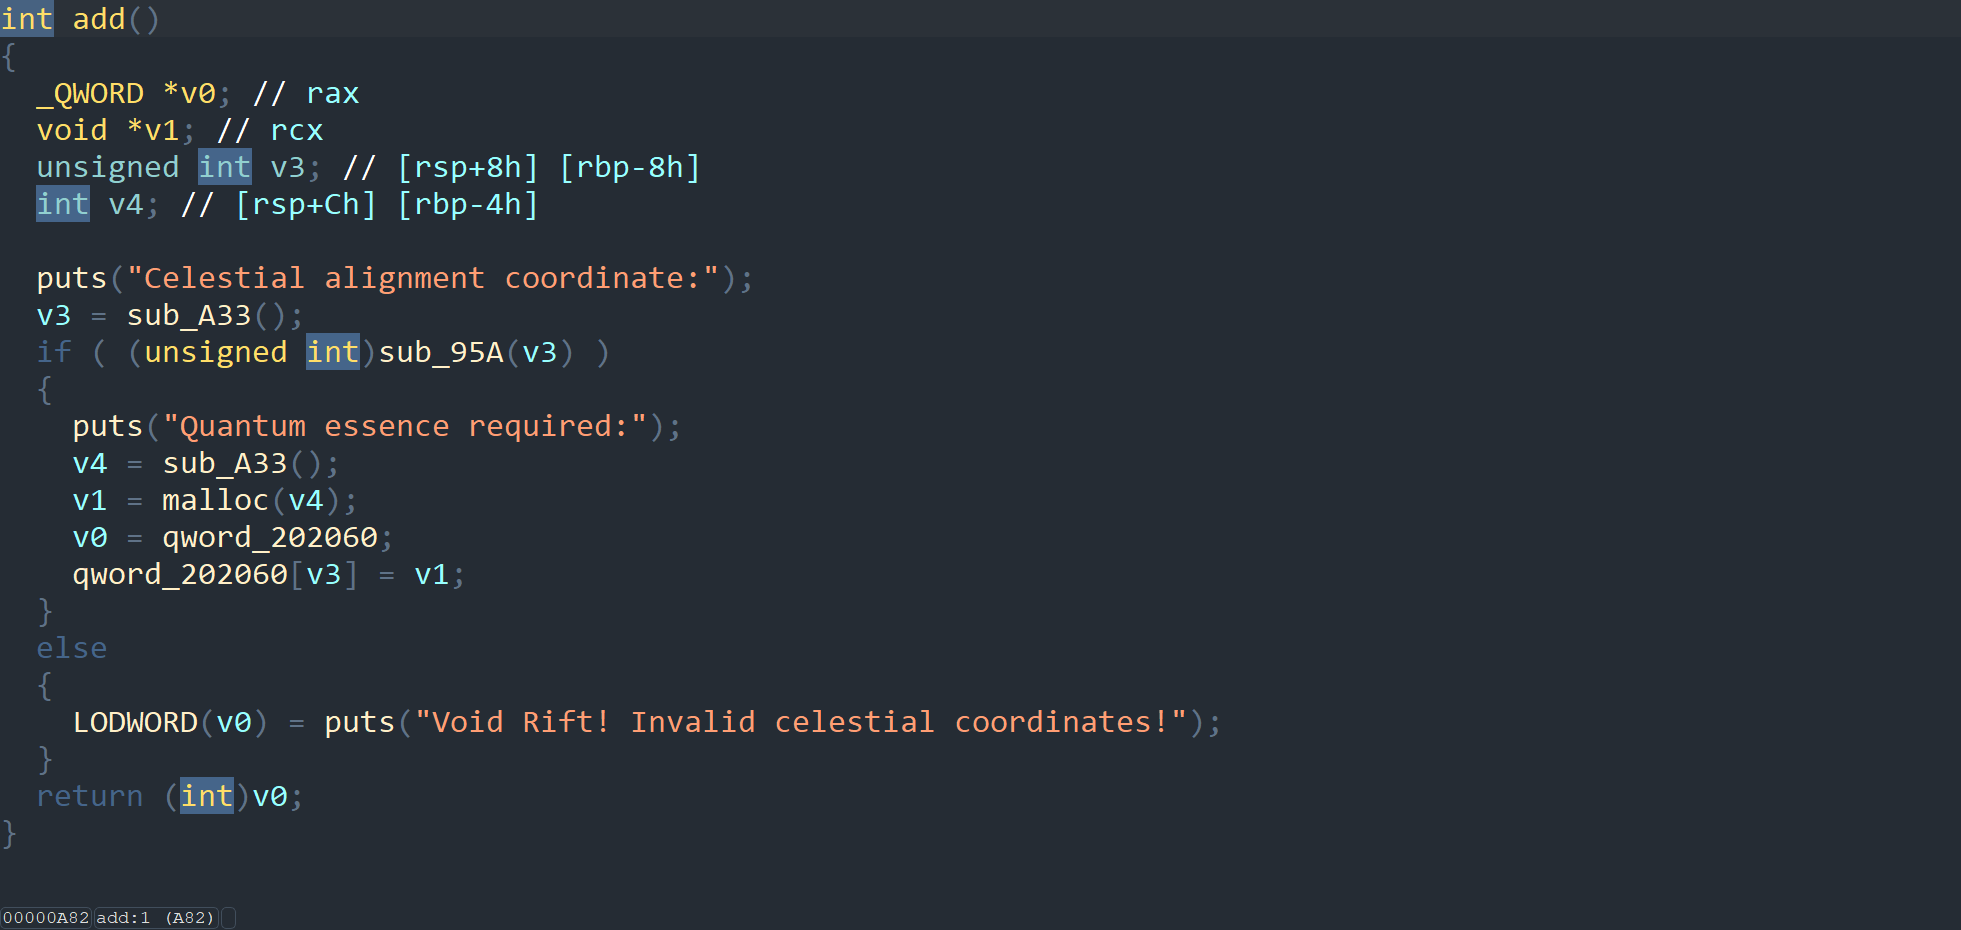 int add()
{
  _QWORD *v0; // rax
  void *v1; // rcx
  unsigned int v3; // [rsp+8h] [rbp-8h]
  int v4; // [rsp+Ch] [rbp-4h]

  puts("Celestial alignment coordinate:");
  v3 = sub_A33();
  if ( (unsigned int)sub_95A(v3) )
  {
    puts("Quantum essence required:");
    v4 = sub_A33();
    v1 = malloc(v4);
    v0 = qword_202060;
    qword_202060[v3] = v1;
  }
  else
  {
    LODWORD(v0) = puts("Void Rift! Invalid celestial coordinates!");
  }
  return (int)v0;
}
00000A82 add:1 (A82)